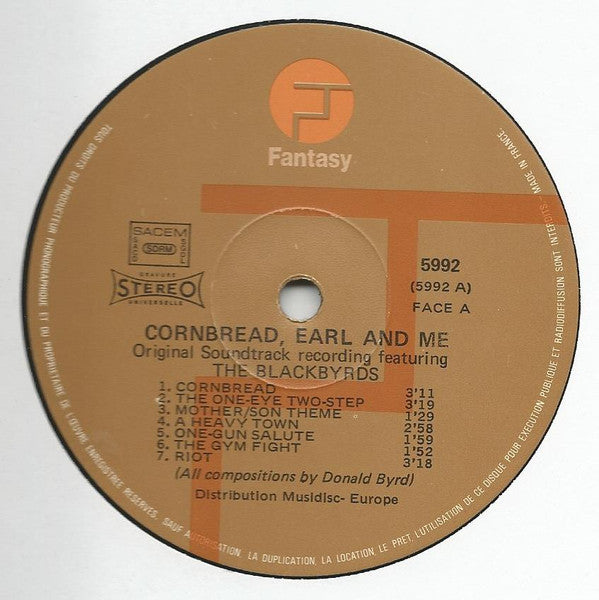 Fantasy
SACEM
SACD
SDRM
SGDL
GRAVURE
STEREO
UNIVERSELLE
5992
(5992 A)
FACE A
CORNBREAD, EARL AND ME
Original Soundtrack recording featuring
THE BLACKBYRDS
1. CORNBREAD 3'11
2. THE ONE-EYE TWO-STEP 3'19
3. MOTHER/SON THEME 1'29
4. A HEAVY TOWN 2'58
5. ONE-GUN SALUTE 1'59
6. THE GYM FIGHT 1'52
7. RIOT 3'18
(All compositions by Donald Byrd)
Distribution Musidisc- Europe
TOUS DROITS DU PRODUCTEUR PHONOGRAPHIQUE ET DU PROPRIETAIRE DE L'ŒUVRE ENREGISTREE RESERVES. SAUF AUTORISATION, LA DUPLICATION, LA LOCATION LE PRET, L'UTILISATION DE CE DISQUE POUR EXECUTION PUBLIQUE ET RADIODIFFUSION SONT INTERDITS. MADE IN FRANCE.